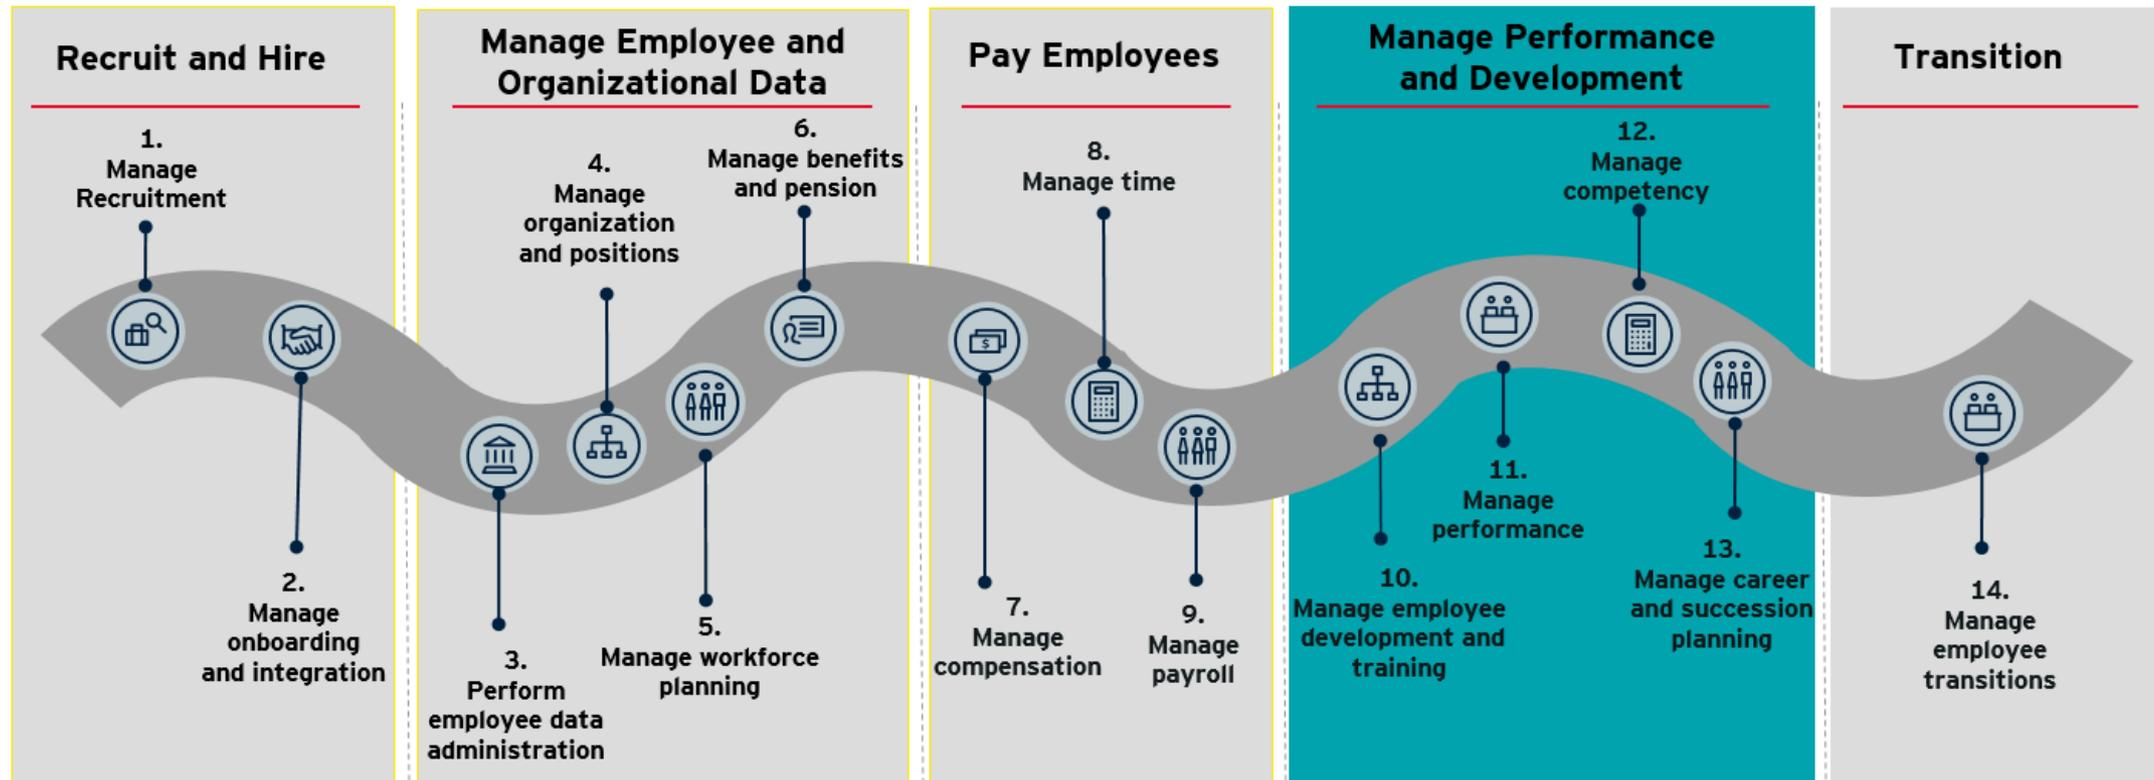 Recruit and Hire
1.
Manage
Recruitment
2.
Manage
onboarding
and integration
Manage Employee and
Organizational Data
3.
Perform
employee data
administration
4.
Manage
organization
and positions
5.
Manage workforce
planning
6.
Manage benefits
and pension
Pay Employees
7.
Manage
compensation
8.
Manage time
9.
Manage
payroll
Manage Performance
and Development
10.
Manage employee
development and
training
11.
Manage
performance
12.
Manage
competency
13.
Manage career
and succession
planning
Transition
14.
Manage
employee
transitions
$